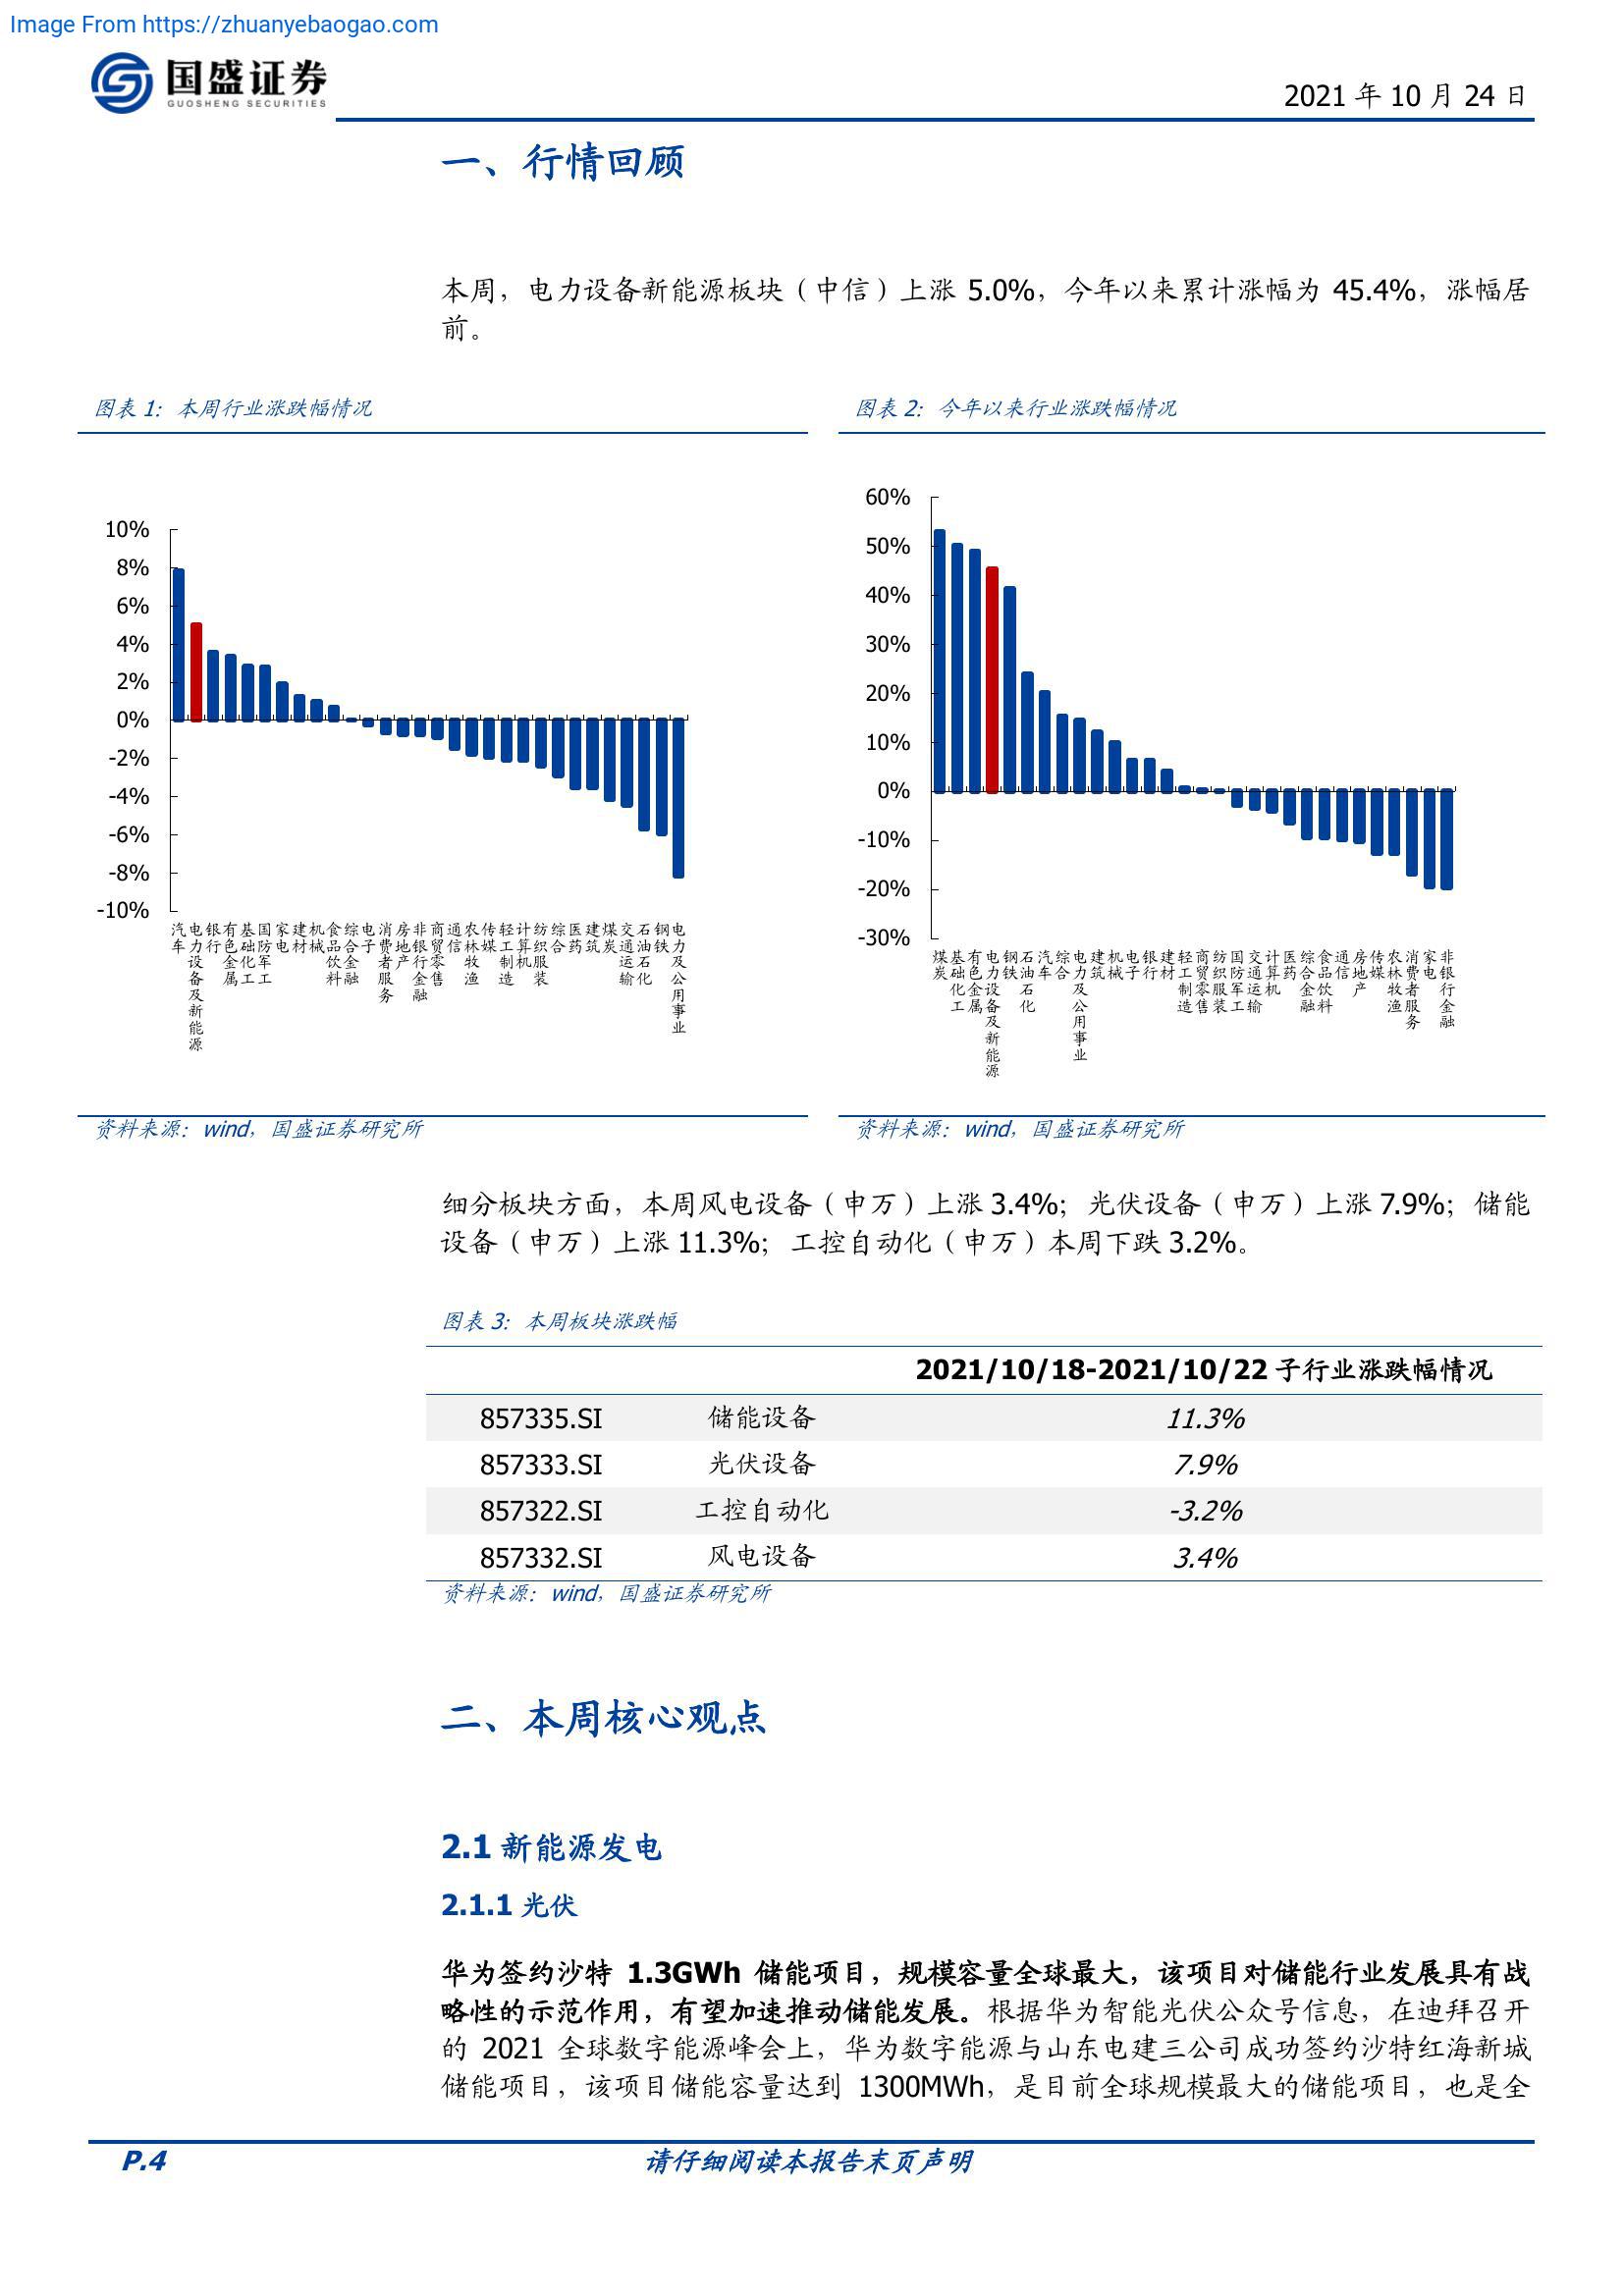 Image From https://zhuanyebaogao.com
国盛证券
GUOSHENG SECURITIES
2021 年 10 月 24 日
一、行情回顾
本周，电力设备新能源板块（中信）上涨 5.0%，今年以来累计涨幅为 45.4%，涨幅居
前。
图表 1：本周行业涨跌幅情况
10%
8%
6%
4%
2%
0%
-2%
-4%
-6%
-8%
-10%
汽车
电力设备及新能源
银行
有色金属
基础化工
国防军工
家电
建材
机械
食品饮料
综合金融
电子
消费者服务
房地产
非银行金融
商贸零售
通信
农林牧渔
传媒
轻工制造
计算机
纺织服装
综合
医药
建筑
煤炭
交通运输
石油石化
钢铁
电力及公用事业
资料来源：wind，国盛证券研究所
图表 2：今年以来行业涨跌幅情况
60%
50%
40%
30%
20%
10%
0%
-10%
-20%
-30%
煤炭
基础化工
有色金属
电力设备及新能源
钢铁
石油石化
汽车
综合
电力及公用事业
建筑
机械
电子
银行
建材
轻工制造
商贸零售
纺织服装
国防军工
交通运输
计算机
医药
综合金融
食品饮料
通信
房地产
传媒
农林牧渔
消费者服务
家电
非银行金融
资料来源：wind，国盛证券研究所
细分板块方面，本周风电设备（申万）上涨 3.4%；光伏设备（申万）上涨 7.9%；储能
设备（申万）上涨 11.3%；工控自动化（申万）本周下跌 3.2%。
图表 3：本周板块涨跌幅
2021/10/18-2021/10/22 子行业涨跌幅情况
857335.SI 储能设备 11.3%
857333.SI 光伏设备 7.9%
857322.SI 工控自动化 -3.2%
857332.SI 风电设备 3.4%
资料来源：wind，国盛证券研究所
二、本周核心观点
2.1 新能源发电
2.1.1 光伏
华为签约沙特 1.3GWh 储能项目，规模容量全球最大，该项目对储能行业发展具有战
略性的示范作用，有望加速推动储能发展。根据华为智能光伏公众号信息，在迪拜召开
的 2021 全球数字能源峰会上，华为数字能源与山东电建三公司成功签约沙特红海新城
储能项目，该项目储能容量达到 1300MWh，是目前全球规模最大的储能项目，也是全
P.4
请仔细阅读本报告末页声明